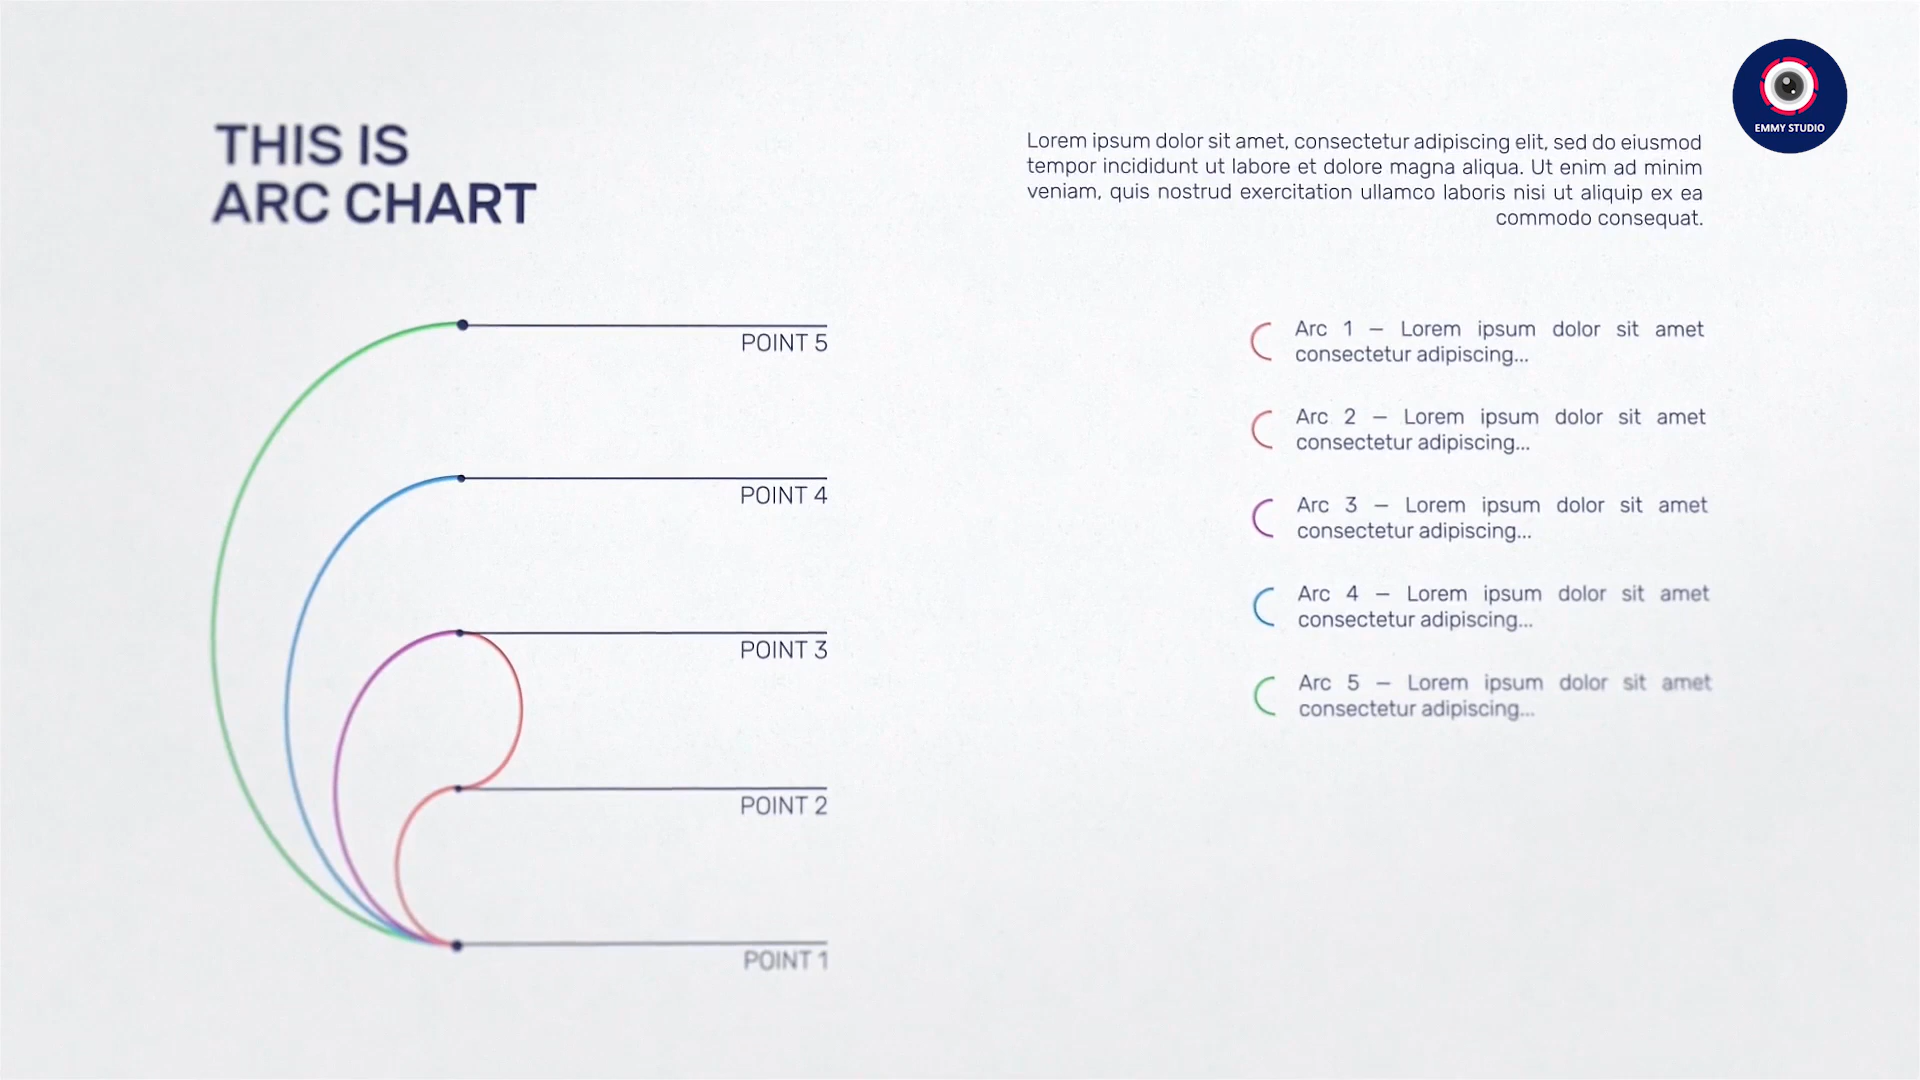 THIS IS
ARC CHART
EMMY STUDIO
Lorem ipsum dolor sit amet, consectetur adipiscing elit, sed do eiusmod
tempor incididunt ut labore et dolore magna aliqua. Ut enim ad minim
veniam, quis nostrud exercitation ullamco laboris nisi ut aliquip ex ea
commodo consequat.
POINT 5
POINT 4
POINT 3
POINT 2
POINT 1
Arc 1 – Lorem ipsum dolor sit amet
consectetur adipiscing...
Arc 2 – Lorem ipsum dolor sit amet
consectetur adipiscing...
Arc 3 – Lorem ipsum dolor sit amet
consectetur adipiscing...
Arc 4 – Lorem ipsum dolor sit amet
consectetur adipiscing...
Arc 5 – Lorem ipsum dolor sit amet
consectetur adipiscing...